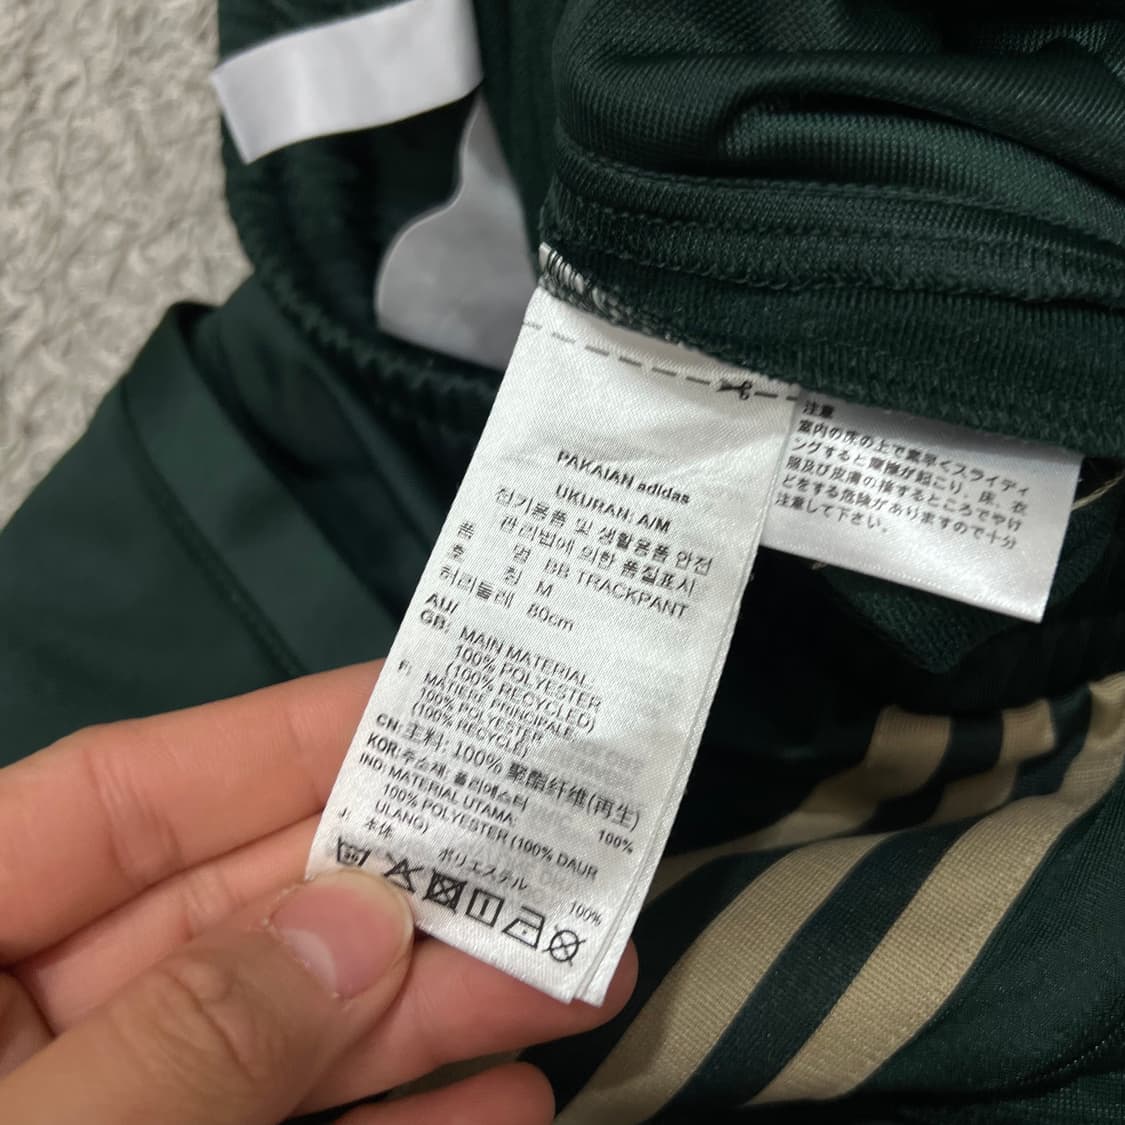 PAKAIAN adidas
UKURAN: A/M
전기용품 및 생활용품 안전
관리법에 의한 품질표시
품 명 BB TRACKPANT
호 칭 M
허리둘레 80cm
AU/
GB: MAIN MATERIAL
100% POLYESTER
(100% RECYCLED)
F: MATIÈRE PRINCIPALE:
100% POLYESTER
(100% RECYCLÉ)
CN: 主料: 100% 聚酯纤维(再生)
KOR: 주소재: 폴리에스터 100%
IND: MATERIAL UTAMA:
100% POLYESTER (100% DAUR
ULANG)
J: 本体
ポリエステル 100%
注意
室内の床の上で素早くスライディ
ングすると摩擦が起こり、床、衣
服及び皮膚の接するところでやけ
どをする危険がありますので十分
注意して下さい。